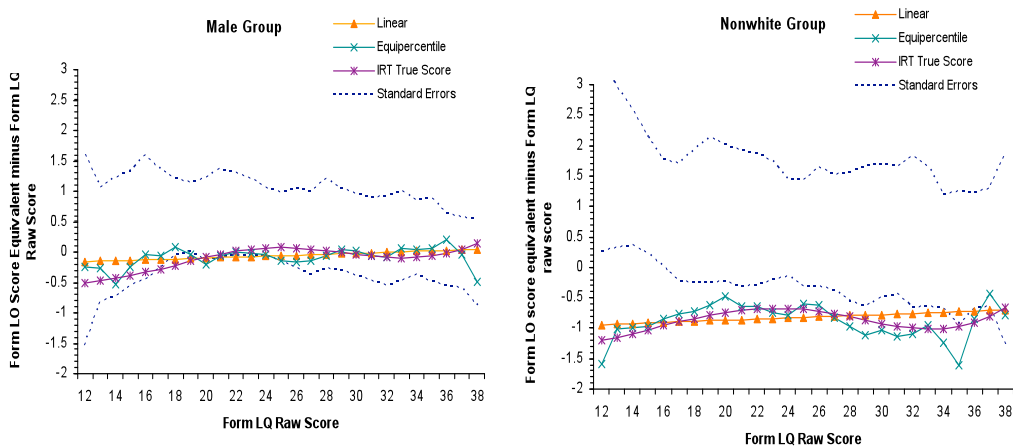 Male Group
Linear
Equipercentile
IRT True Score
Standard Errors
Form LO Score Equivalent minus Form LQ
Raw Score
3
2.5
2
1.5
1
0.5
0
-0.5
-1
-1.5
-2
12 14 16 18 20 22 24 26 28 30 32 34 36 38
Form LQ Raw Score
Nonwhite Group
Linear
Equipercentile
IRT True Score
Standard Errors
Form LO score equivalent minus Form LQ
raw score
3
2.5
2
1.5
1
0.5
0
-0.5
-1
-1.5
-2
12 14 16 18 20 22 24 26 28 30 32 34 36 38
Form LQ Raw Score